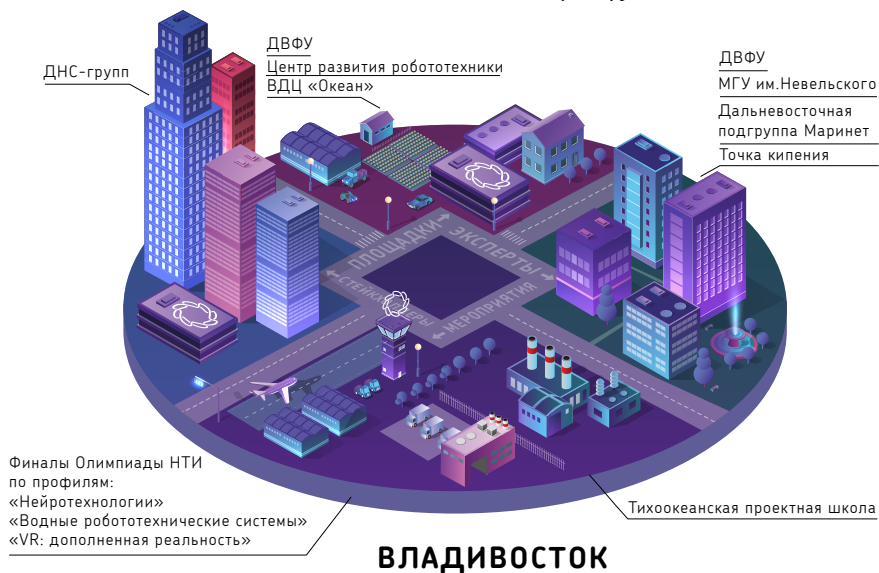 ДНС-групп
ДВФУ
Центр развития робототехники
ВДЦ «Океан»
ДВФУ
МГУ им.Невельского
Дальневосточная
подгруппа Маринет
Точка кипения
ПЛОЩАДКИ
ЭКСПЕРТЫ
МЕРОПРИЯТИЯ
Финалы Олимпиады НТИ
по профилям:
«Нейротехнологии»
«Водные робототехнические системы»
«VR: дополненная реальность»
Тихоокеанская проектная школа
ВЛАДИВОСТОК